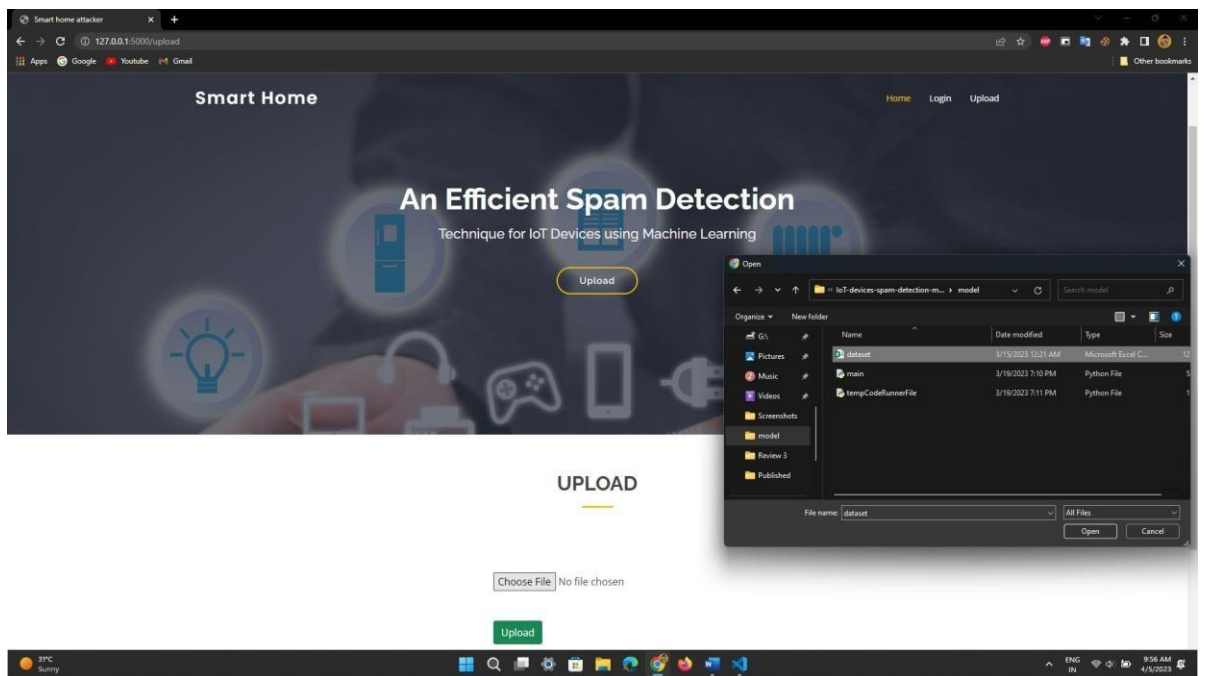 Smart home attacker
127.0.0.1:5000/upload
Apps Google Youtube Gmail Other bookmarks
Smart Home
Home Login Upload
An Efficient Spam Detection
Technique for IoT Devices using Machine Learning
Upload
Open
« IoT-devices-spam-detection-m... › model
Search model
Organize New folder
Name Date modified Type Size
G:\
Pictures
Music
Videos
Screenshots
model
Review 3
Published
dataset 3/15/2023 12:21 AM Microsoft Excel C... 12
main 3/19/2023 7:10 PM Python File 5
tempCodeRunnerFile 3/19/2023 7:11 PM Python File 1
File name: dataset All Files
Open Cancel
UPLOAD
Choose File No file chosen
Upload
31°C
Sunny
ENG
IN
9:56 AM
4/5/2023